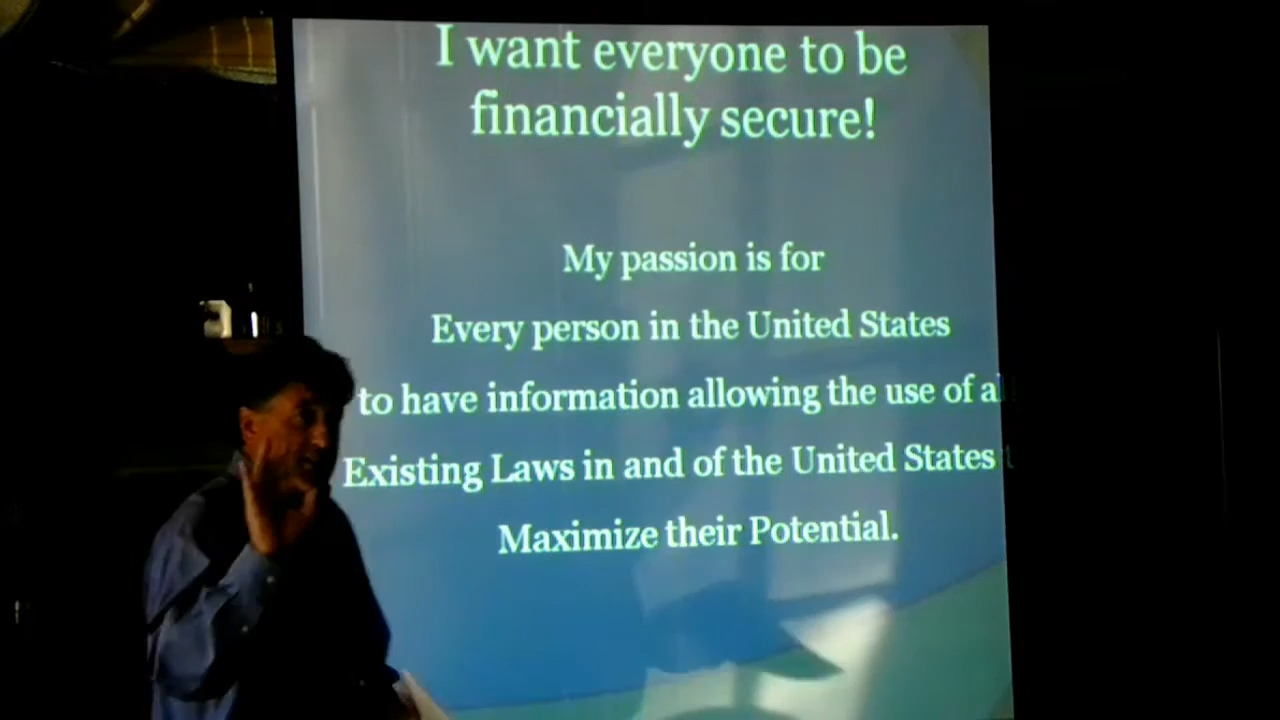 I want everyone to be
financially secure!
My passion is for
Every person in the United States
to have information allowing the use of all
Existing Laws in and of the United States
Maximize their Potential.